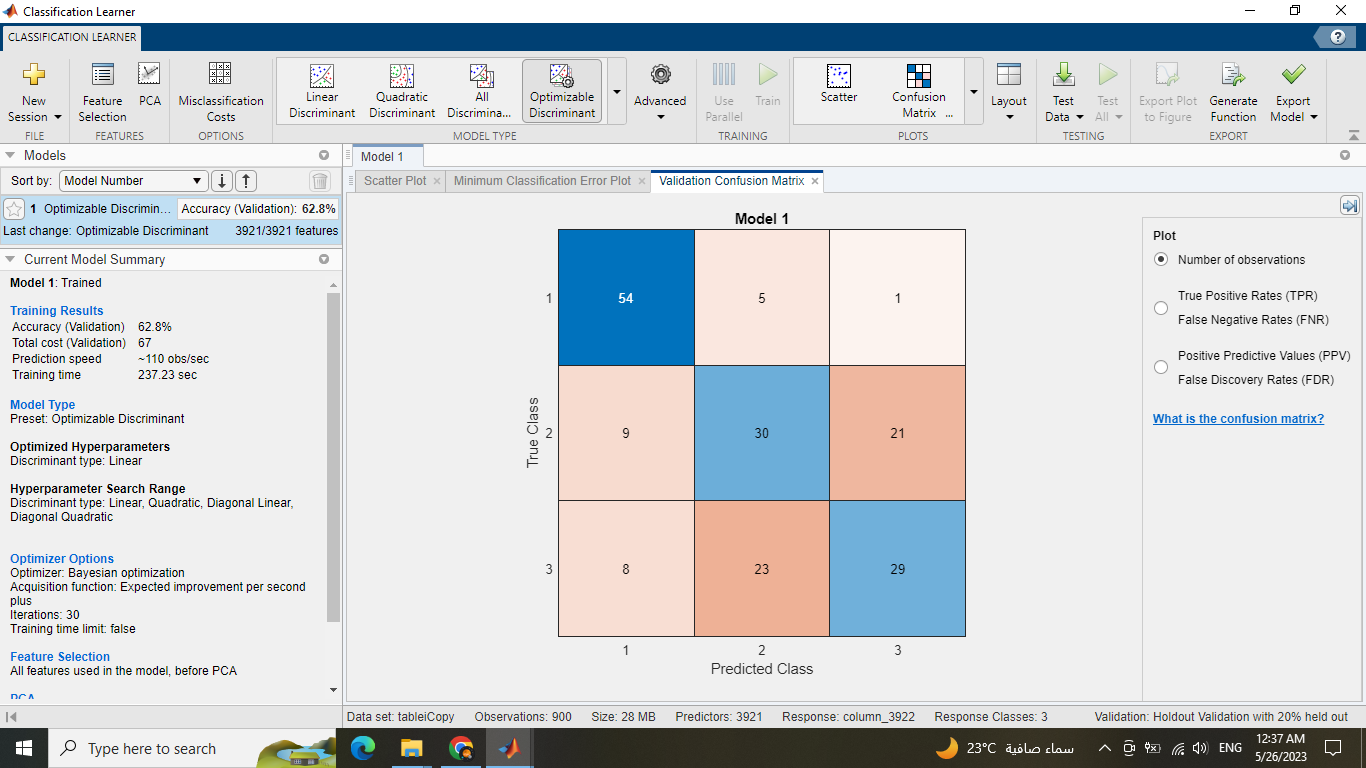 Classification Learner
CLASSIFICATION LEARNER
New Session
Feature Selection
PCA
Misclassification Costs
Linear Discriminant
Quadratic Discriminant
All Discrimina...
Optimizable Discriminant
Advanced
Use Parallel
Train
Scatter
Confusion Matrix ...
Layout
Test Data
Test All
Export Plot to Figure
Generate Function
Export Model
FILE
FEATURES
OPTIONS
MODEL TYPE
TRAINING
PLOTS
TESTING
EXPORT
Models
Sort by: Model Number
1 Optimizable Discrimin... Accuracy (Validation): 62.8%
Last change: Optimizable Discriminant 3921/3921 features
Current Model Summary
Model 1: Trained
Training Results
Accuracy (Validation) 62.8%
Total cost (Validation) 67
Prediction speed ~110 obs/sec
Training time 237.23 sec
Model Type
Preset: Optimizable Discriminant
Optimized Hyperparameters
Discriminant type: Linear
Hyperparameter Search Range
Discriminant type: Linear, Quadratic, Diagonal Linear,
Diagonal Quadratic
Optimizer Options
Optimizer: Bayesian optimization
Acquisition function: Expected improvement per second
plus
Iterations: 30
Training time limit: false
Feature Selection
All features used in the model, before PCA
PCA
Model 1
Scatter Plot
Minimum Classification Error Plot
Validation Confusion Matrix
Model 1
True Class
1 54 5 1
2 9 30 21
3 8 23 29
1 2 3
Predicted Class
Plot
Number of observations
True Positive Rates (TPR)
False Negative Rates (FNR)
Positive Predictive Values (PPV)
False Discovery Rates (FDR)
What is the confusion matrix?
Data set: tableiCopy Observations: 900 Size: 28 MB Predictors: 3921 Response: column_3922 Response Classes: 3 Validation: Holdout Validation with 20% held out
Type here to search
23°C سماء صافية
ENG
12:37 AM
5/26/2023